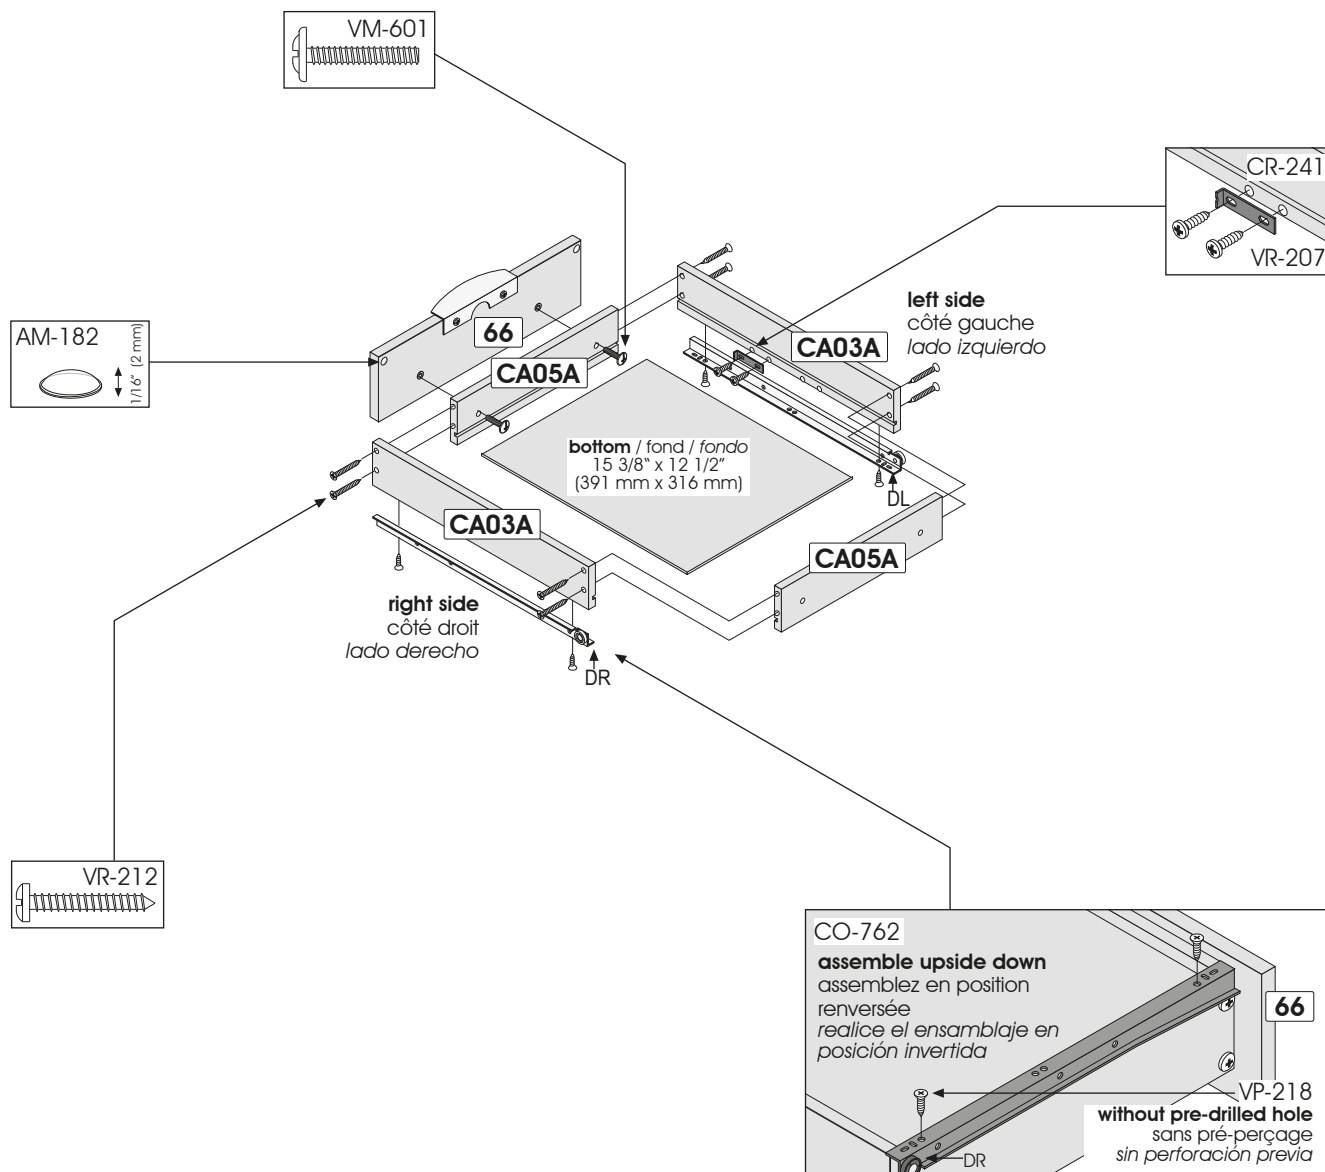 VM-601
CR-241
VR-207
AM-182
1/16" (2 mm)
66
CA05A
CA03A
left side
côté gauche
lado izquierdo
bottom / fond / fondo
15 3/8" x 12 1/2"
(391 mm x 316 mm)
DL
CA03A
CA05A
right side
côté droit
lado derecho
DR
VR-212
CO-762
assemble upside down
assemblez en position
renversée
realice el ensamblaje en
posición invertida
66
VP-218
without pre-drilled hole
sans pré-perçage
sin perforación previa
DR